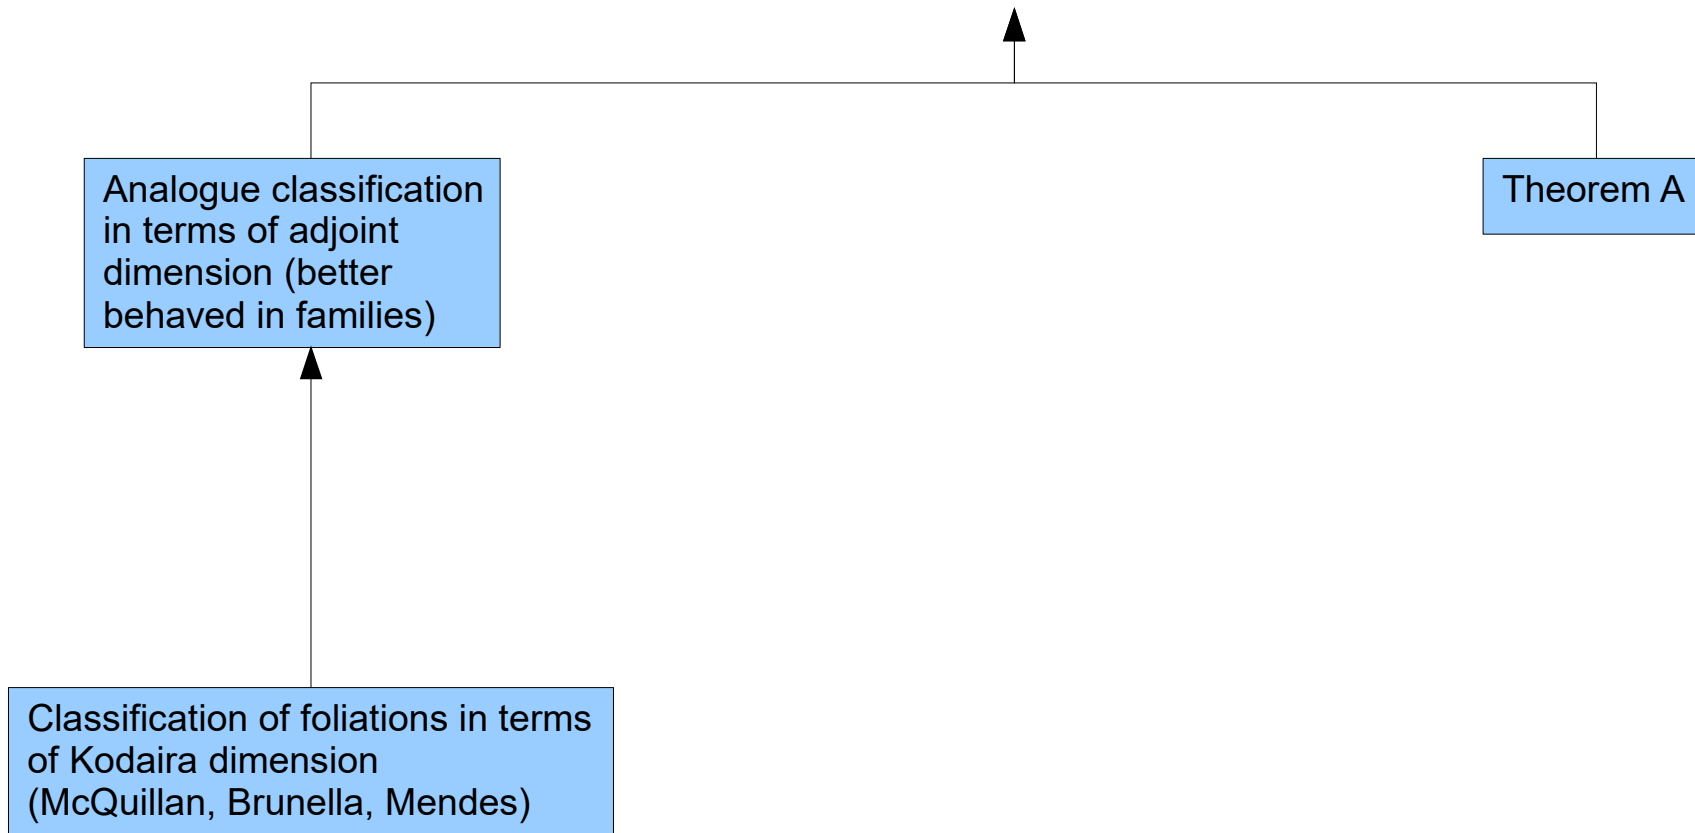 Analogue classification
in terms of adjoint
dimension (better
behaved in families)
Theorem A
Classification of foliations in terms
of Kodaira dimension
(McQuillan, Brunella, Mendes)